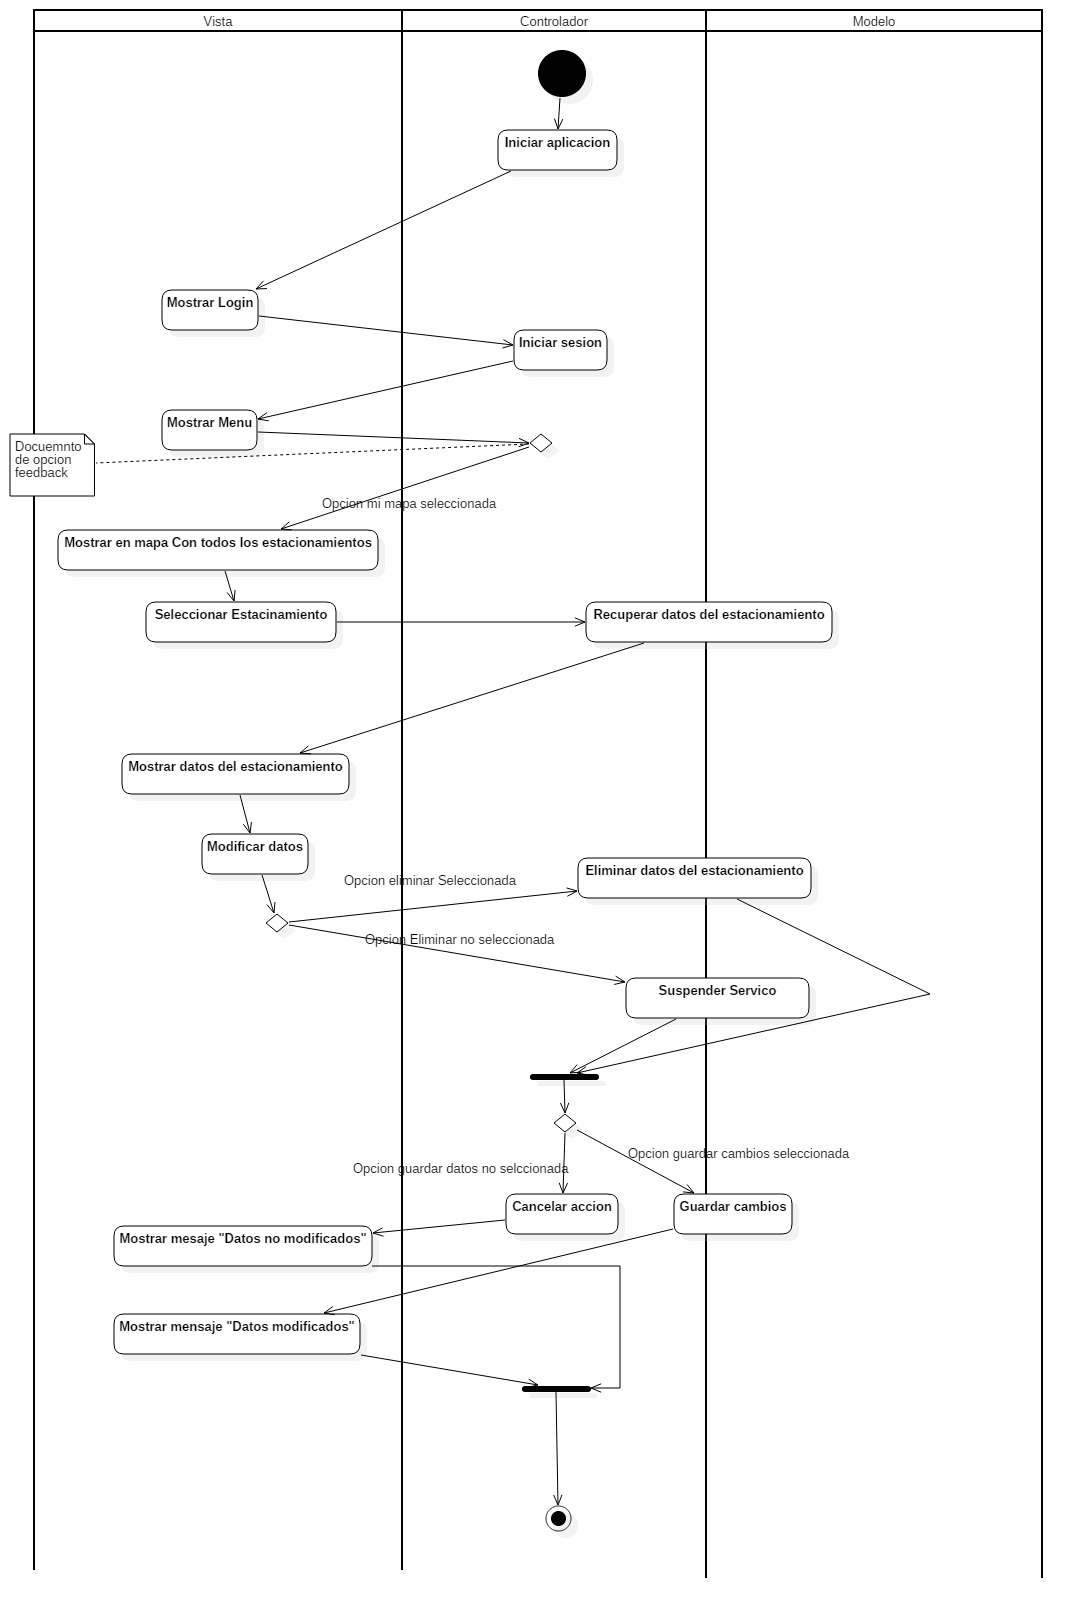 Vista
Controlador
Modelo
Iniciar aplicacion
Mostrar Login
Iniciar sesion
Mostrar Menu
Docuemnto
de opcion
feedback
Opcion mi mapa seleccionada
Mostrar en mapa Con todos los estacionamientos
Seleccionar Estacinamiento
Recuperar datos del estacionamiento
Mostrar datos del estacionamiento
Modificar datos
Eliminar datos del estacionamiento
Opcion eliminar Seleccionada
Opcion Eliminar no seleccionada
Suspender Servico
Opcion guardar cambios seleccionada
Opcion guardar datos no selccionada
Cancelar accion
Guardar cambios
Mostrar mesaje "Datos no modificados"
Mostrar mensaje "Datos modificados"